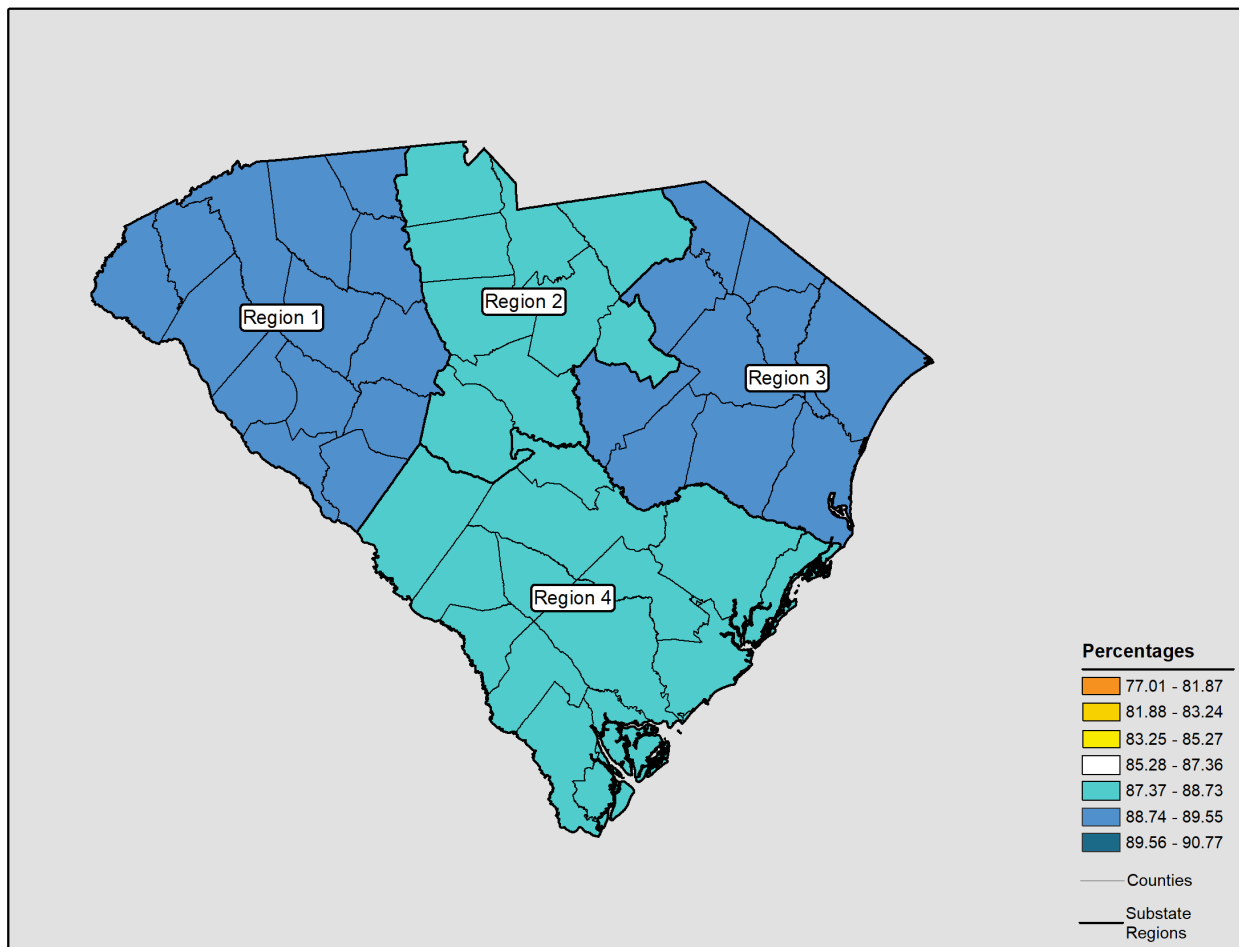 Region 2
Region 1
Region 3
Region 4
Percentages
77.01 - 81.87
81.88 - 83.24
83.25 - 85.27
85.28 - 87.36
87.37 - 88.73
88.74 - 89.55
89.56 - 90.77
Counties
Substate
Regions